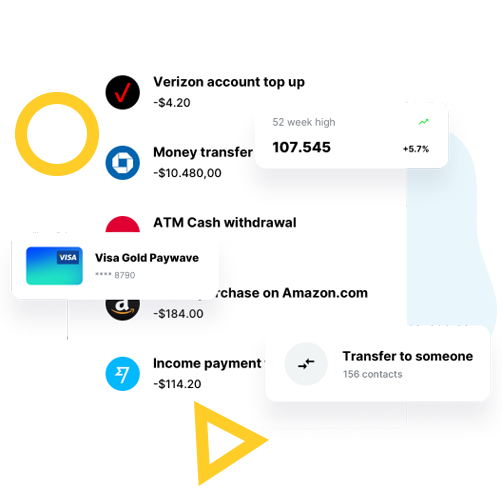 Verizon account top up
-$4.20
52 week high
107.545
+5.7%
Money transfer
-$10.480,00
ATM Cash withdrawal
VISA
Visa Gold Paywave
**** 8790
rchase on Amazon.com
-$184.00
Income payment
-$114.20
Transfer to someone
156 contacts